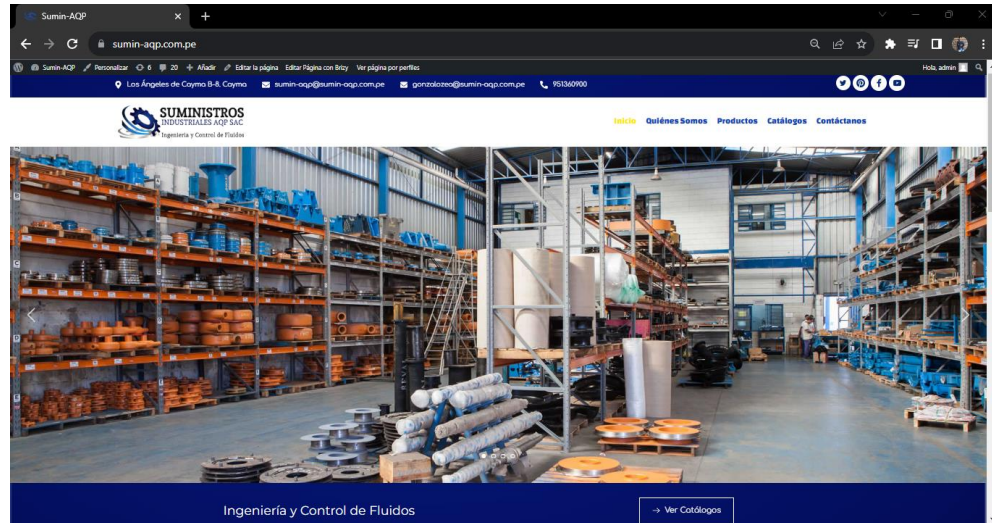 Sumin-AQP
sumin-aqp.com.pe
Sumin-AQP Personalizar 6 20 Añadir Editar la página Editar Página con Brizy Ver página por perfiles Hola, admin
Los Ángeles de Cayma B-8, Cayma sumin-aqp@sumin-aqp.com.pe gonzalozea@sumin-aqp.com.pe 951360900
SUMINISTROS
INDUSTRIALES AQP SAC
Ingeniería y Control de Fluidos
Inicio Quiénes Somos Productos Catálogos Contáctanos
Ingeniería y Control de Fluidos
→ Ver Catálogos